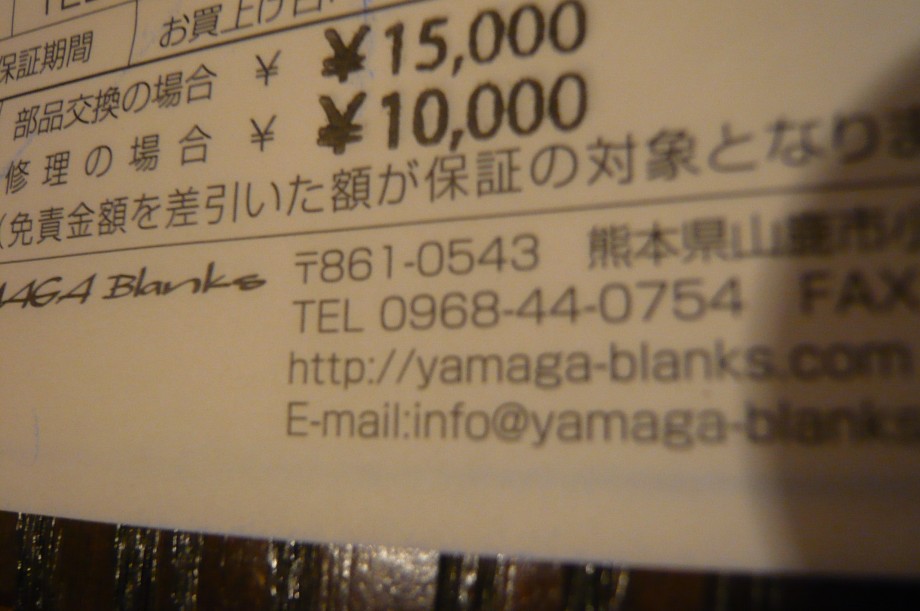 TEL
保証期間 お買上げ日
部品交換の場合 ¥ ¥15,000
修理の場合 ¥ ¥10,000
(免責金額を差引いた額が保証の対象となりま
AGA Blanks 〒861-0543 熊本県山鹿市小
TEL 0968-44-0754 FAX
http://yamaga-blanks.com
E-mail:info@yamaga-blanks